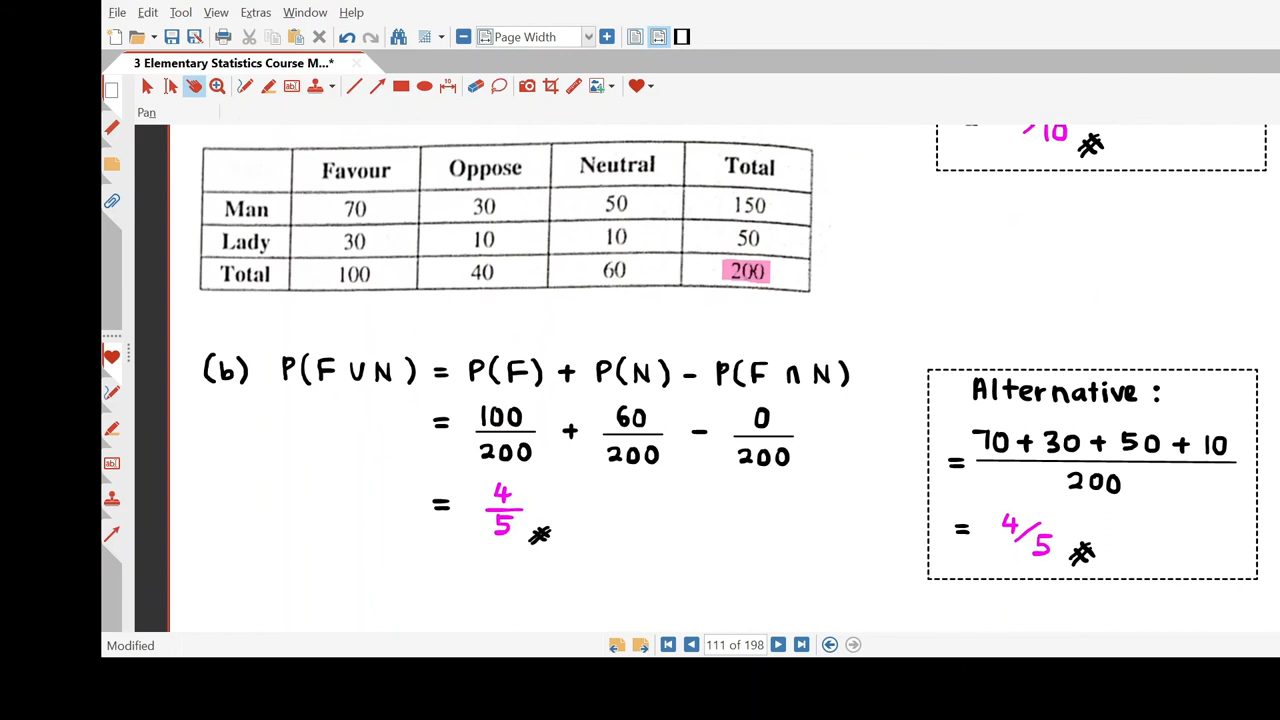 File Edit Tool View Extras Window Help
Page Width
3 Elementary Statistics Course M...*
Pan
Favour Oppose Neutral Total
Man 70 30 50 150
Lady 30 10 10 50
Total 100 40 60 200
(b) P(F ∪ N) = P(F) + P(N) - P(F ∩ N)
= 100/200 + 60/200 - 0/200
= 4/5
Alternative :
= 70 + 30 + 50 + 10 / 200
= 4/5
Modified
111 of 198